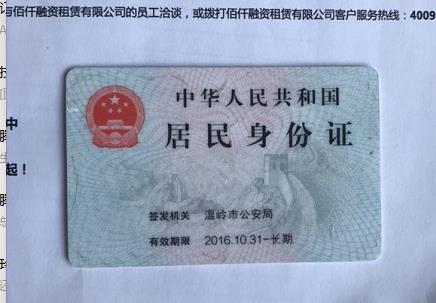 与佰仟融资租赁有限公司的员工洽谈，或拨打佰仟融资租赁有限公司客户服务热线：4009
中华人民共和国
居民身份证
中
起！
签发机关 温岭市公安局
有效期限 2016.10.31-长期